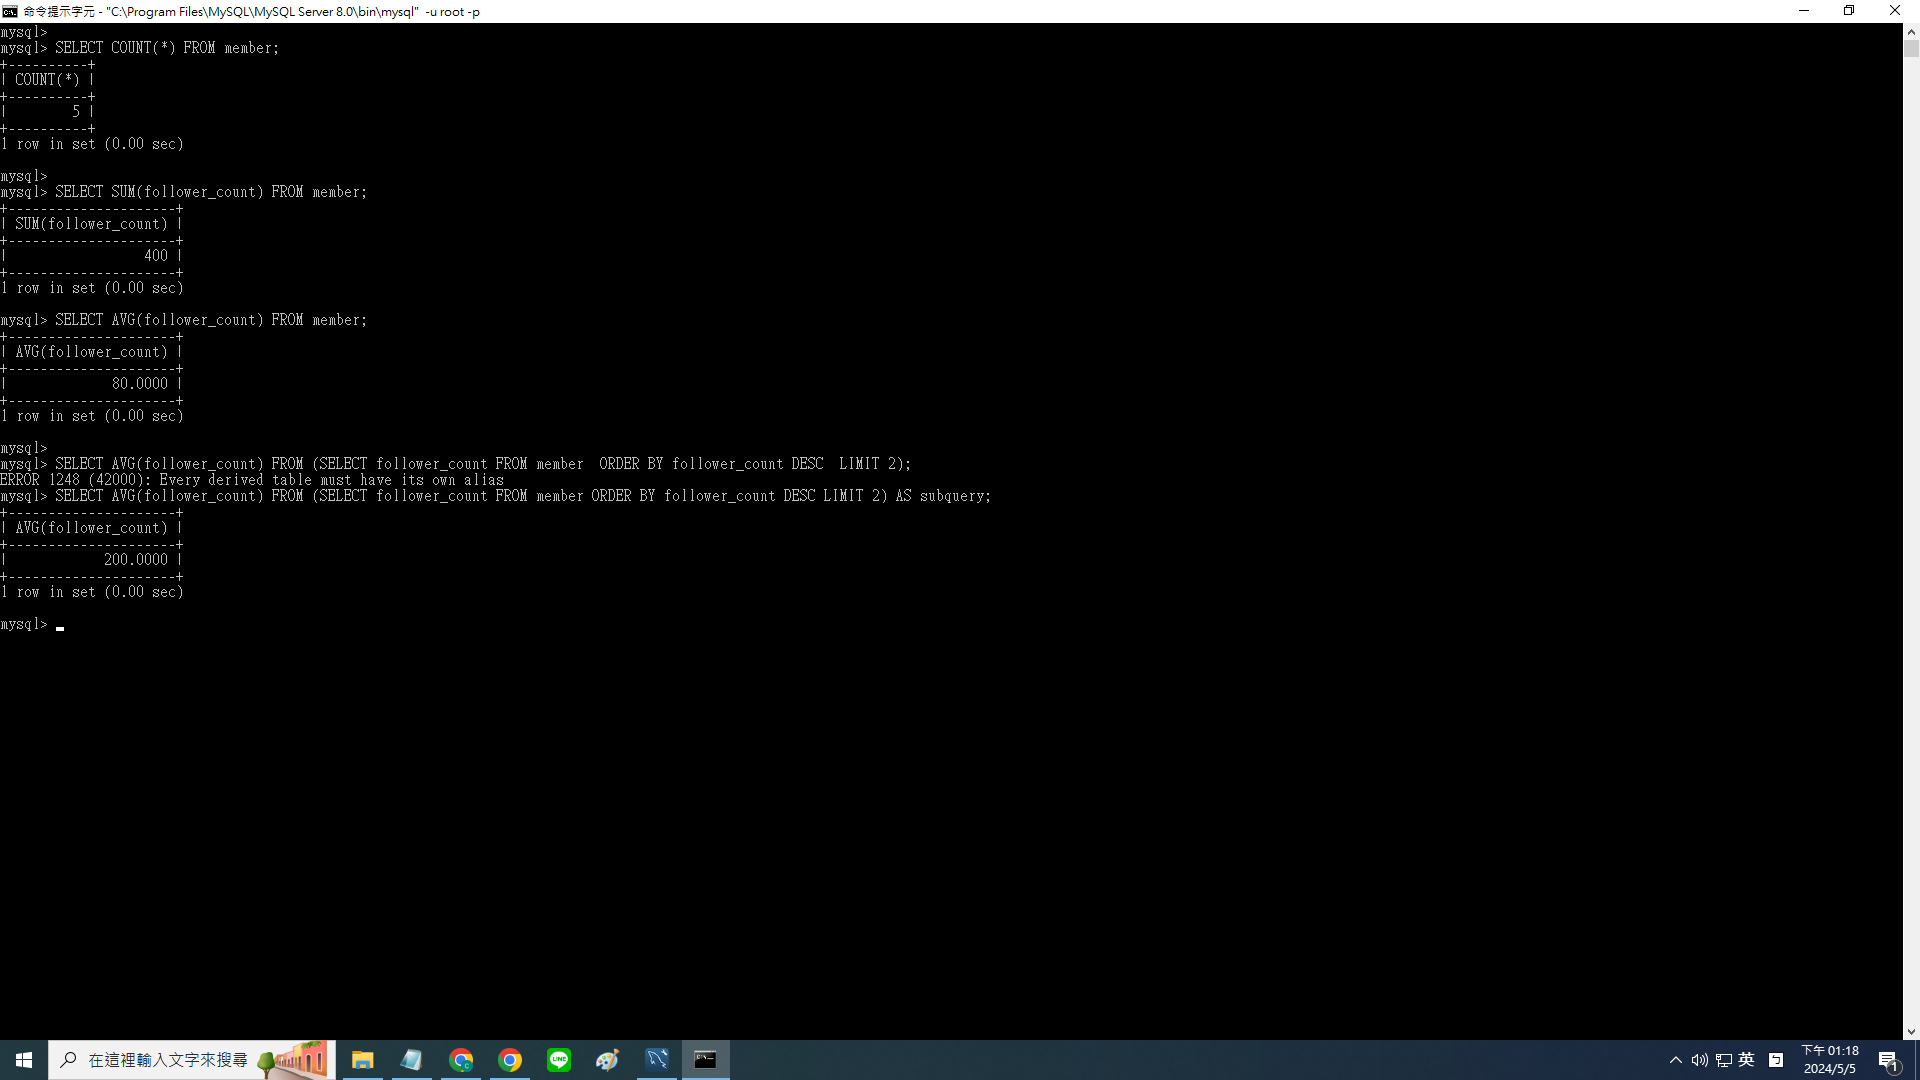 命令提示字元 - "C:\Program Files\MySQL\MySQL Server 8.0\bin\mysql"  -u root -p
mysql>
mysql> SELECT COUNT(*) FROM member;
+----------+
| COUNT(*) |
+----------+
|        5 |
+----------+
1 row in set (0.00 sec)
mysql>
mysql> SELECT SUM(follower_count) FROM member;
+---------------------+
| SUM(follower_count) |
+---------------------+
|                 400 |
+---------------------+
1 row in set (0.00 sec)
mysql> SELECT AVG(follower_count) FROM member;
+---------------------+
| AVG(follower_count) |
+---------------------+
|             80.0000 |
+---------------------+
1 row in set (0.00 sec)
mysql>
mysql> SELECT AVG(follower_count) FROM (SELECT follower_count FROM member  ORDER BY follower_count DESC  LIMIT 2);
ERROR 1248 (42000): Every derived table must have its own alias
mysql> SELECT AVG(follower_count) FROM (SELECT follower_count FROM member ORDER BY follower_count DESC LIMIT 2) AS subquery;
+---------------------+
| AVG(follower_count) |
+---------------------+
|            200.0000 |
+---------------------+
1 row in set (0.00 sec)
mysql>
在這裡輸入文字來搜尋
LINE
英
ㄅ
下午 01:18
2024/5/5
1